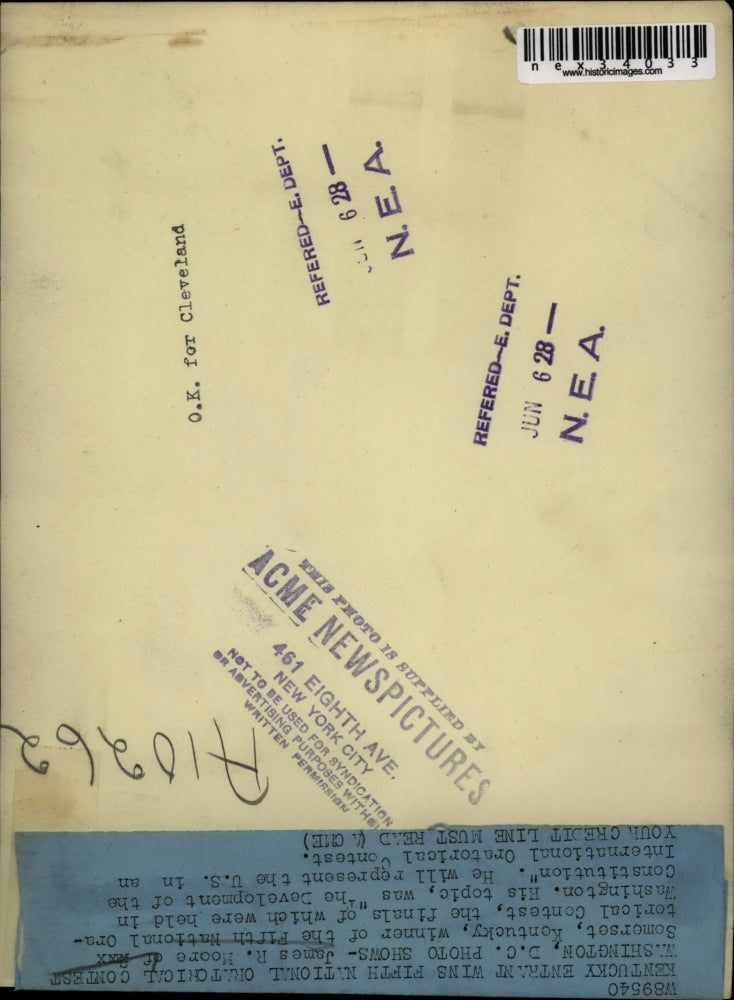 nex34033
www.historicimages.com
REFERED—E. DEPT.
JUN 6 28 —
N. E. A.
REFERED—E. DEPT.
JUN 6 28 —
N. E. A.
O.K. for Cleveland
THIS PHOTO IS SUPPLIED BY
ACME NEWSPICTURES
461 EIGHTH AVE.
NEW YORK CITY
NOT TO BE USED FOR SYNDICATION
OR ADVERTISING PURPOSES WITHOUT
WRITTEN PERMISSION
A10262
W89540
KENTUCKY ENTRANT WINS FIFTH NATIONAL ORATORICAL CONTEST
WASHINGTON, D.C. PHOTO SHOWS- James R. Moore of xxx
Somerset, Kentucky, winner of the Fifth National Ora-
torical Contest, the finals of which were held in
Washington. His topic, was "The Development of the
Constitution". He will represent the U.S. in an
International Oratorical Contest.
YOUR CREDIT LINE MUST READ (ACME)